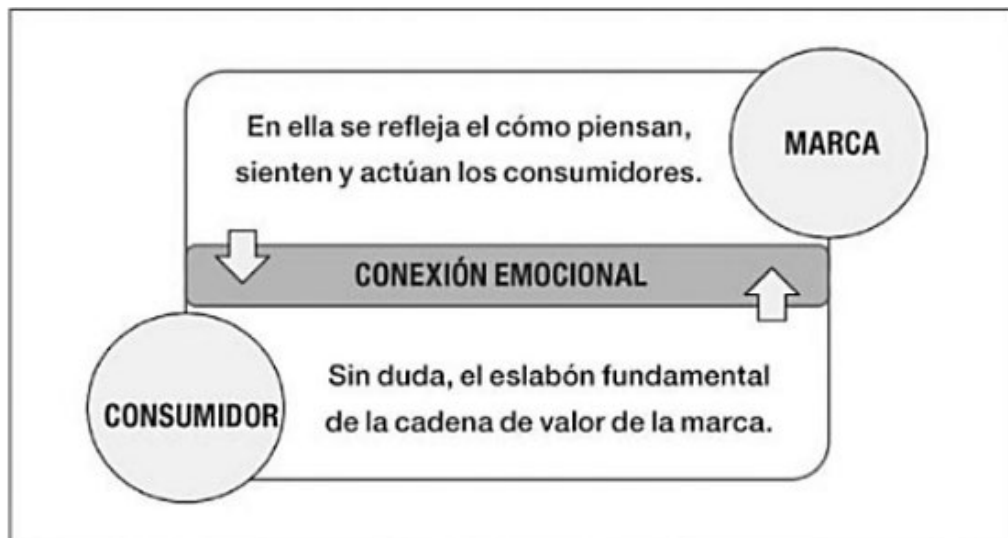 En ella se refleja el cómo piensan,
sienten y actúan los consumidores.
MARCA
CONEXIÓN EMOCIONAL
CONSUMIDOR
Sin duda, el eslabón fundamental
de la cadena de valor de la marca.